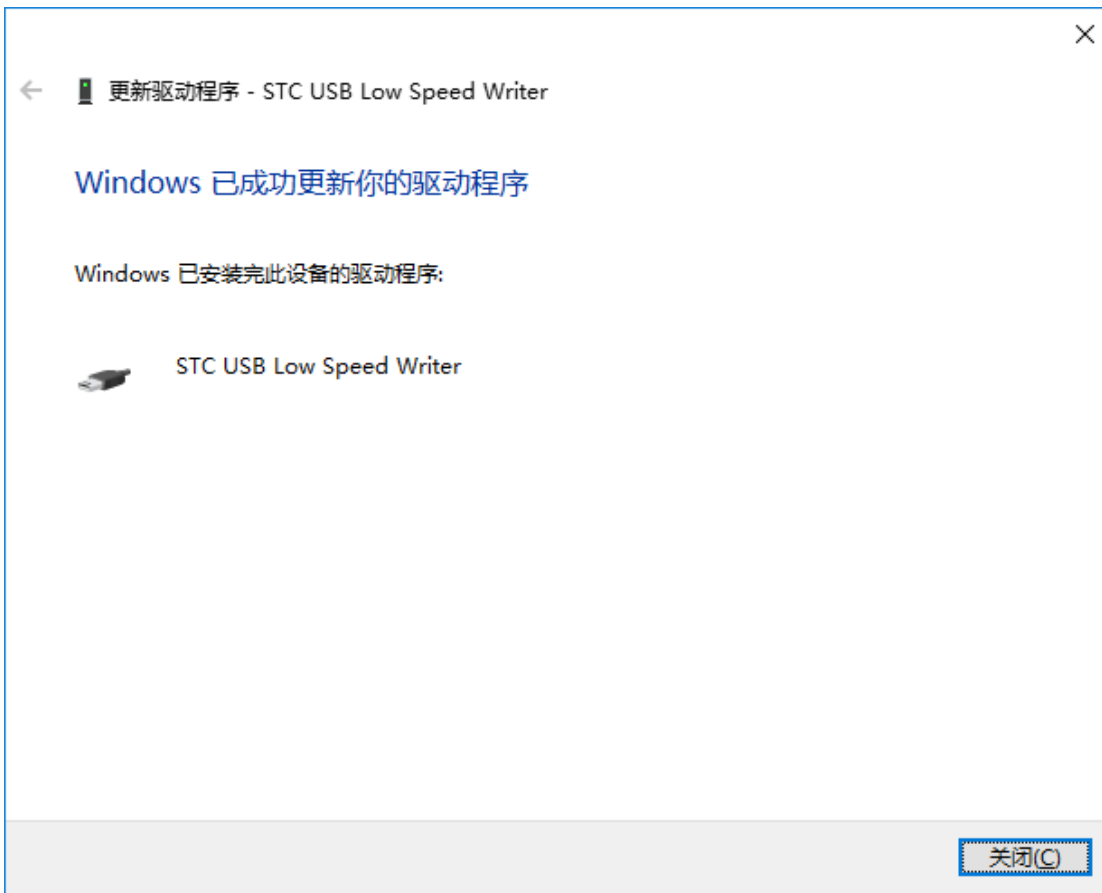 更新驱动程序 - STC USB Low Speed Writer
Windows 已成功更新你的驱动程序
Windows 已安装完此设备的驱动程序:
STC USB Low Speed Writer
关闭(C)